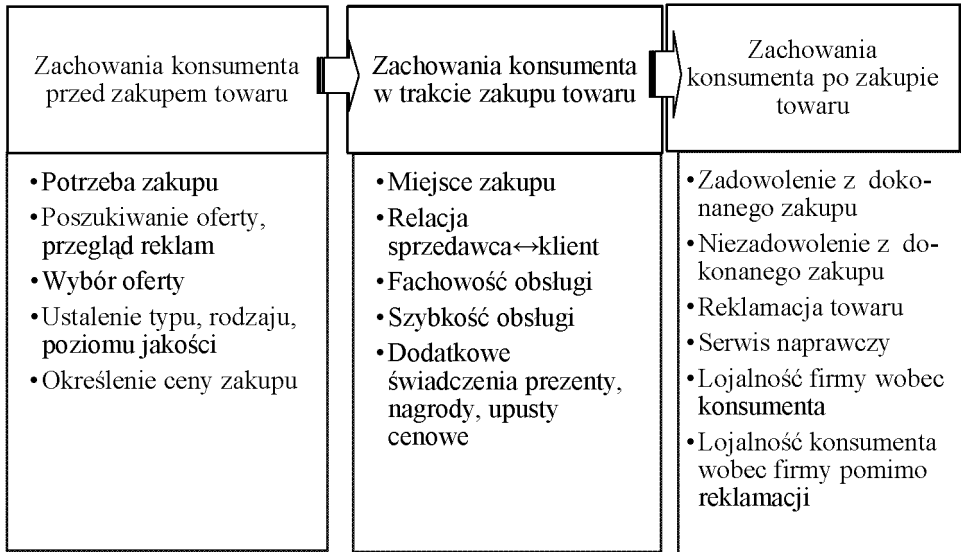 Zachowania konsumenta
przed zakupem towaru
Zachowania konsumenta
w trakcie zakupu towaru
Zachowania
konsumenta po zakupie
towaru
•Potrzeba zakupu
•Poszukiwanie oferty,
przegląd reklam
•Wybór oferty
•Ustalenie typu, rodzaju,
poziomu jakości
•Określenie ceny zakupu
•Miejsce zakupu
•Relacja
sprzedawca↔klient
•Fachowość obsługi
•Szybkość obsługi
•Dodatkowe
świadczenia prezenty,
nagrody, upusty
cenowe
•Zadowolenie z doko-
nanego zakupu
•Niezadowolenie z do-
konanego zakupu
•Reklamacja towaru
•Serwis naprawczy
•Lojalność firmy wobec
konsumenta
•Lojalność konsumenta
wobec firmy pomimo
reklamacji